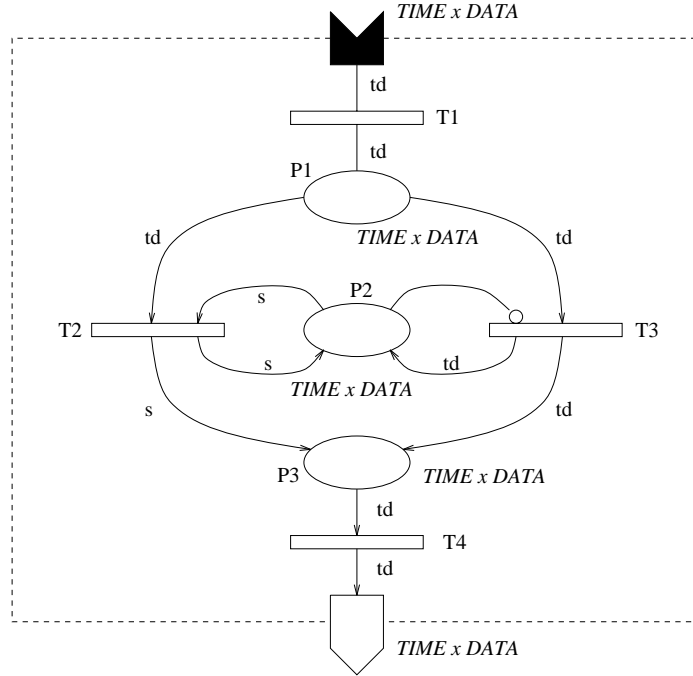 TIME x DATA
td
T1
td
P1
TIME x DATA
td
td
s
P2
T2
T3
s
td
TIME x DATA
s
td
P3
TIME x DATA
td
T4
td
TIME x DATA